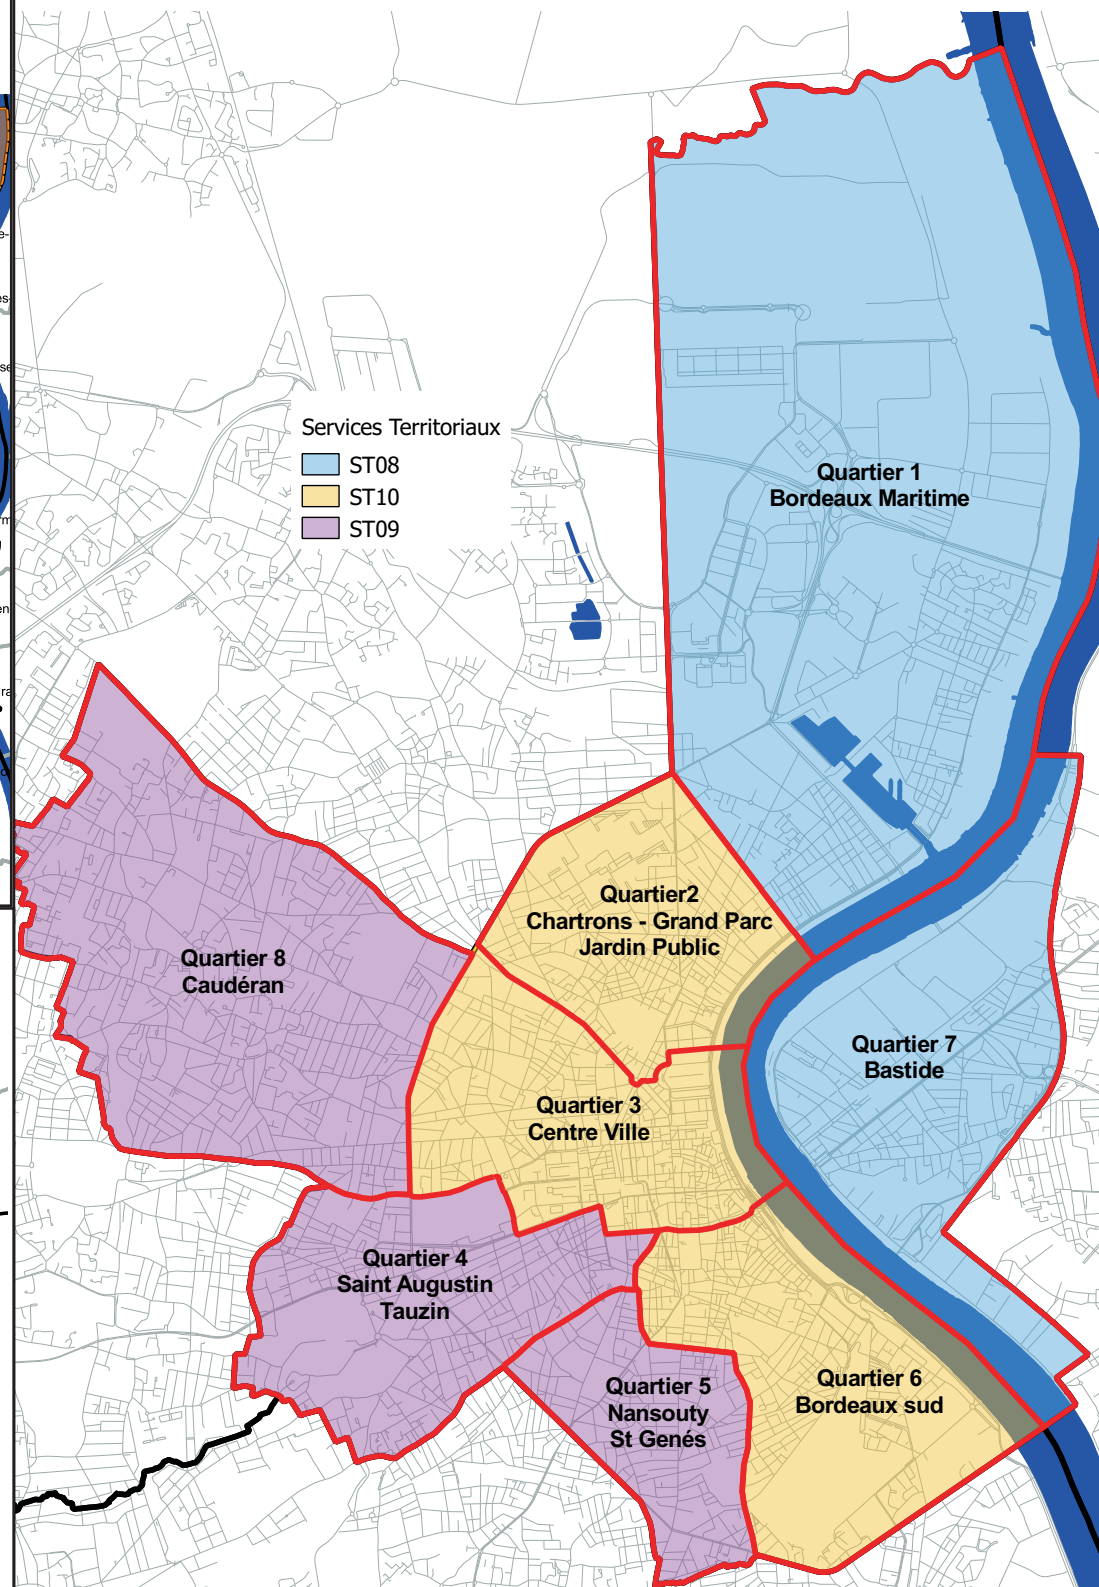 Services Territoriaux
ST08
ST10
ST09
Quartier 1
Bordeaux Maritime
Quartier2
Chartrons - Grand Parc
Jardin Public
Quartier 8
Caudéran
Quartier 7
Bastide
Quartier 3
Centre Ville
Quartier 4
Saint Augustin
Tauzin
Quartier 5
Nansouty
St Genés
Quartier 6
Bordeaux sud